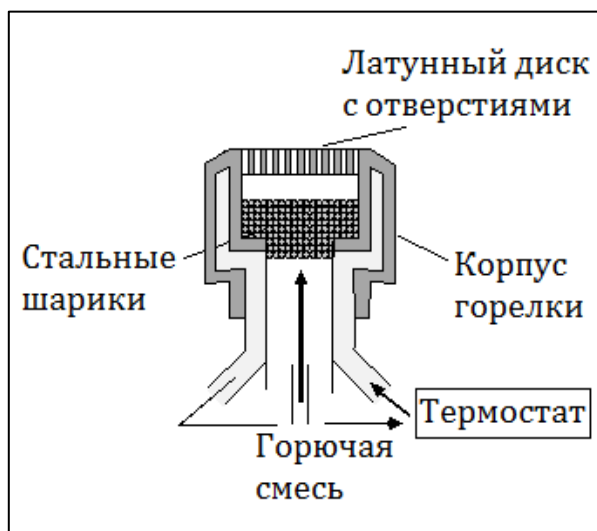 Латунный диск
с отверстиями
Стальные
шарики
Корпус
горелки
Термостат
Горючая
смесь